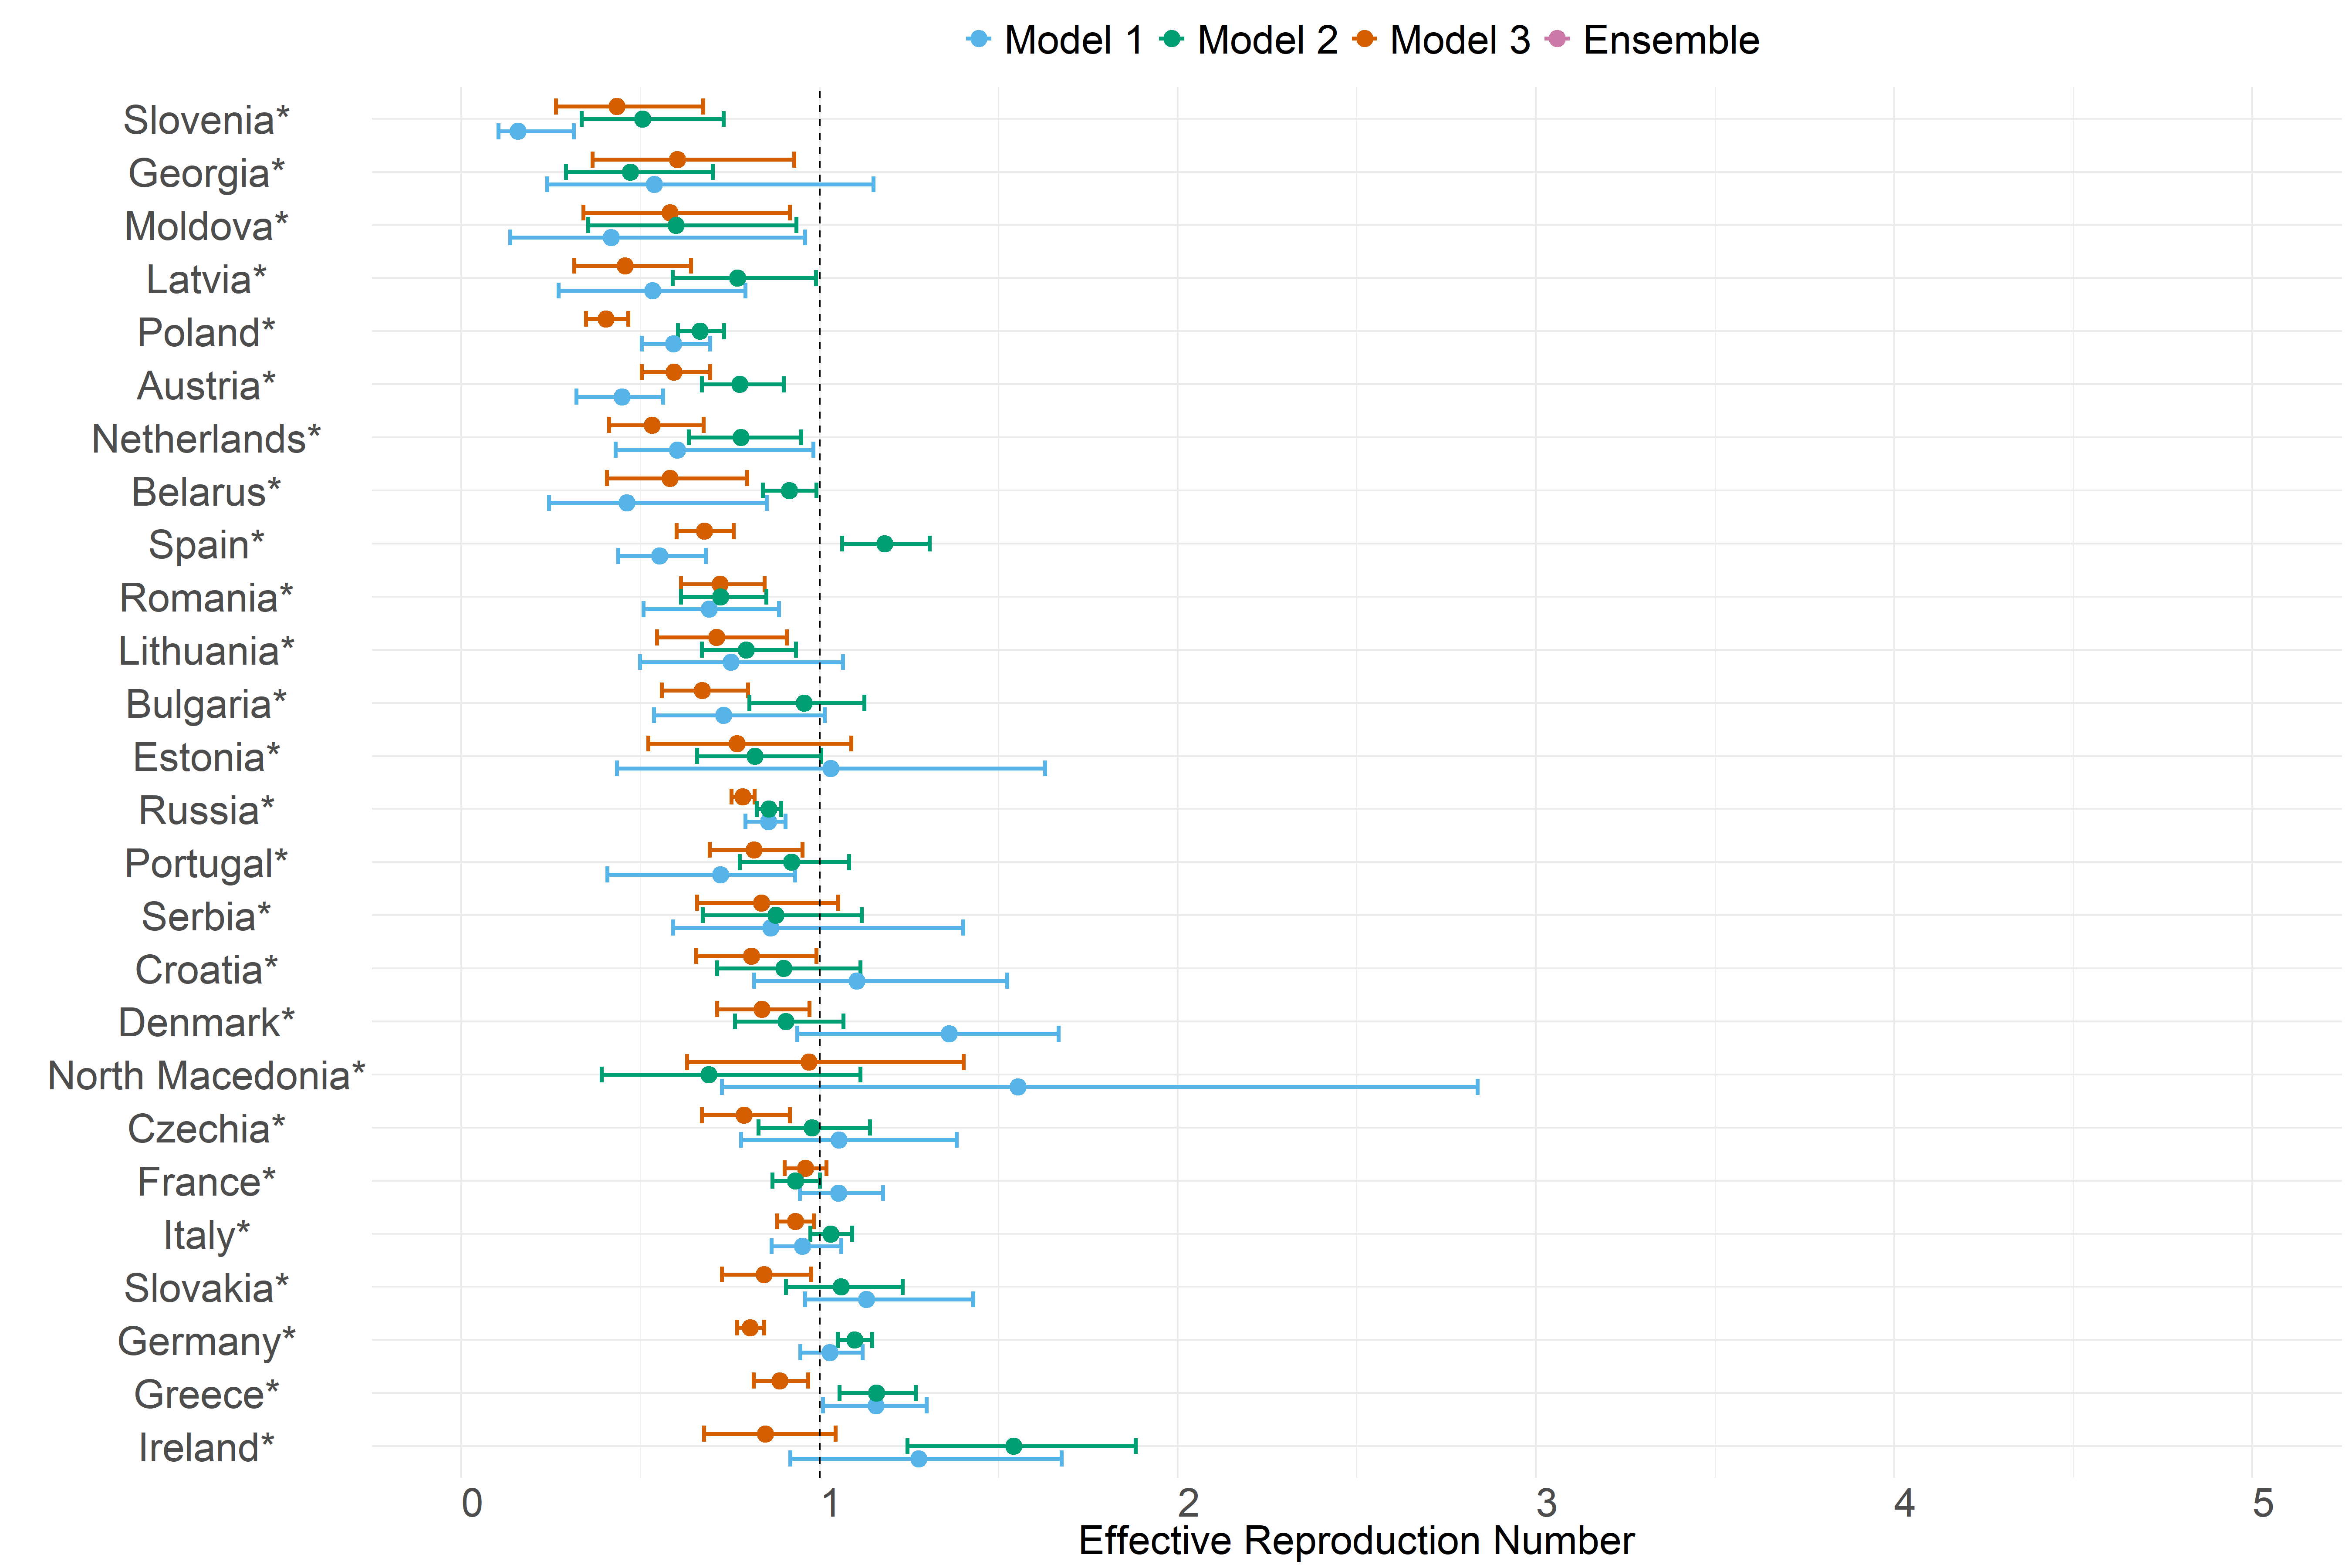 Model 1 Model 2 Model 3 Ensemble
Slovenia*
Georgia*
Moldova*
Latvia*
Poland*
Austria*
Netherlands*
Belarus*
Spain*
Romania*
Lithuania*
Bulgaria*
Estonia*
Russia*
Portugal*
Serbia*
Croatia*
Denmark*
North Macedonia*
Czechia*
France*
Italy*
Slovakia*
Germany*
Greece*
Ireland*
0 1 2 3 4 5
Effective Reproduction Number